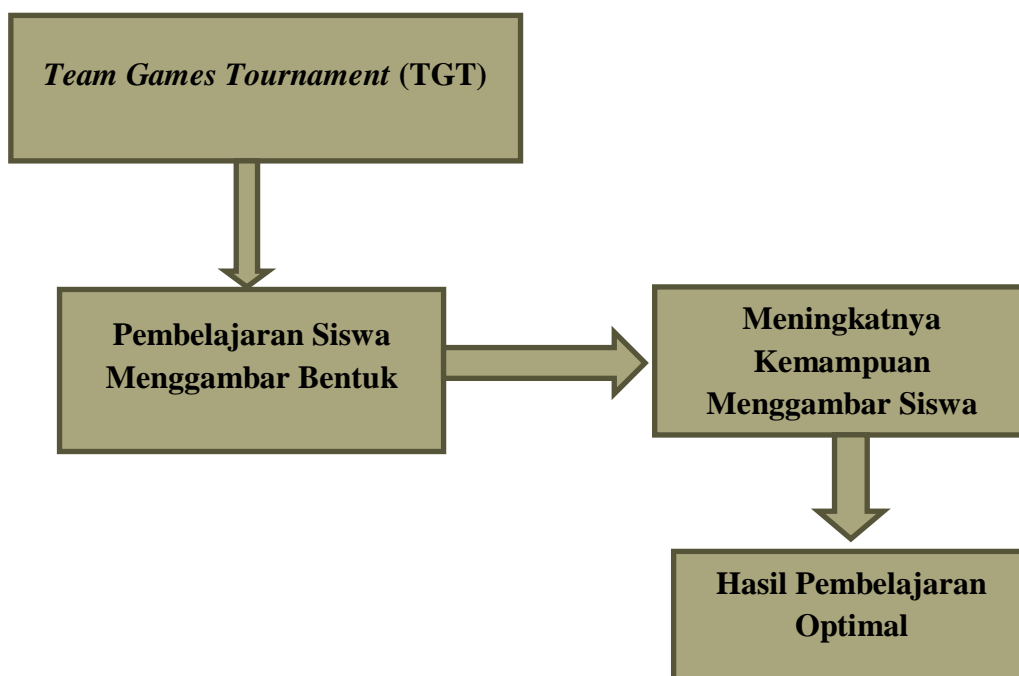 Team Games Tournament (TGT)
Pembelajaran Siswa
Menggambar Bentuk
Meningkatnya
Kemampuan
Menggambar Siswa
Hasil Pembelajaran
Optimal